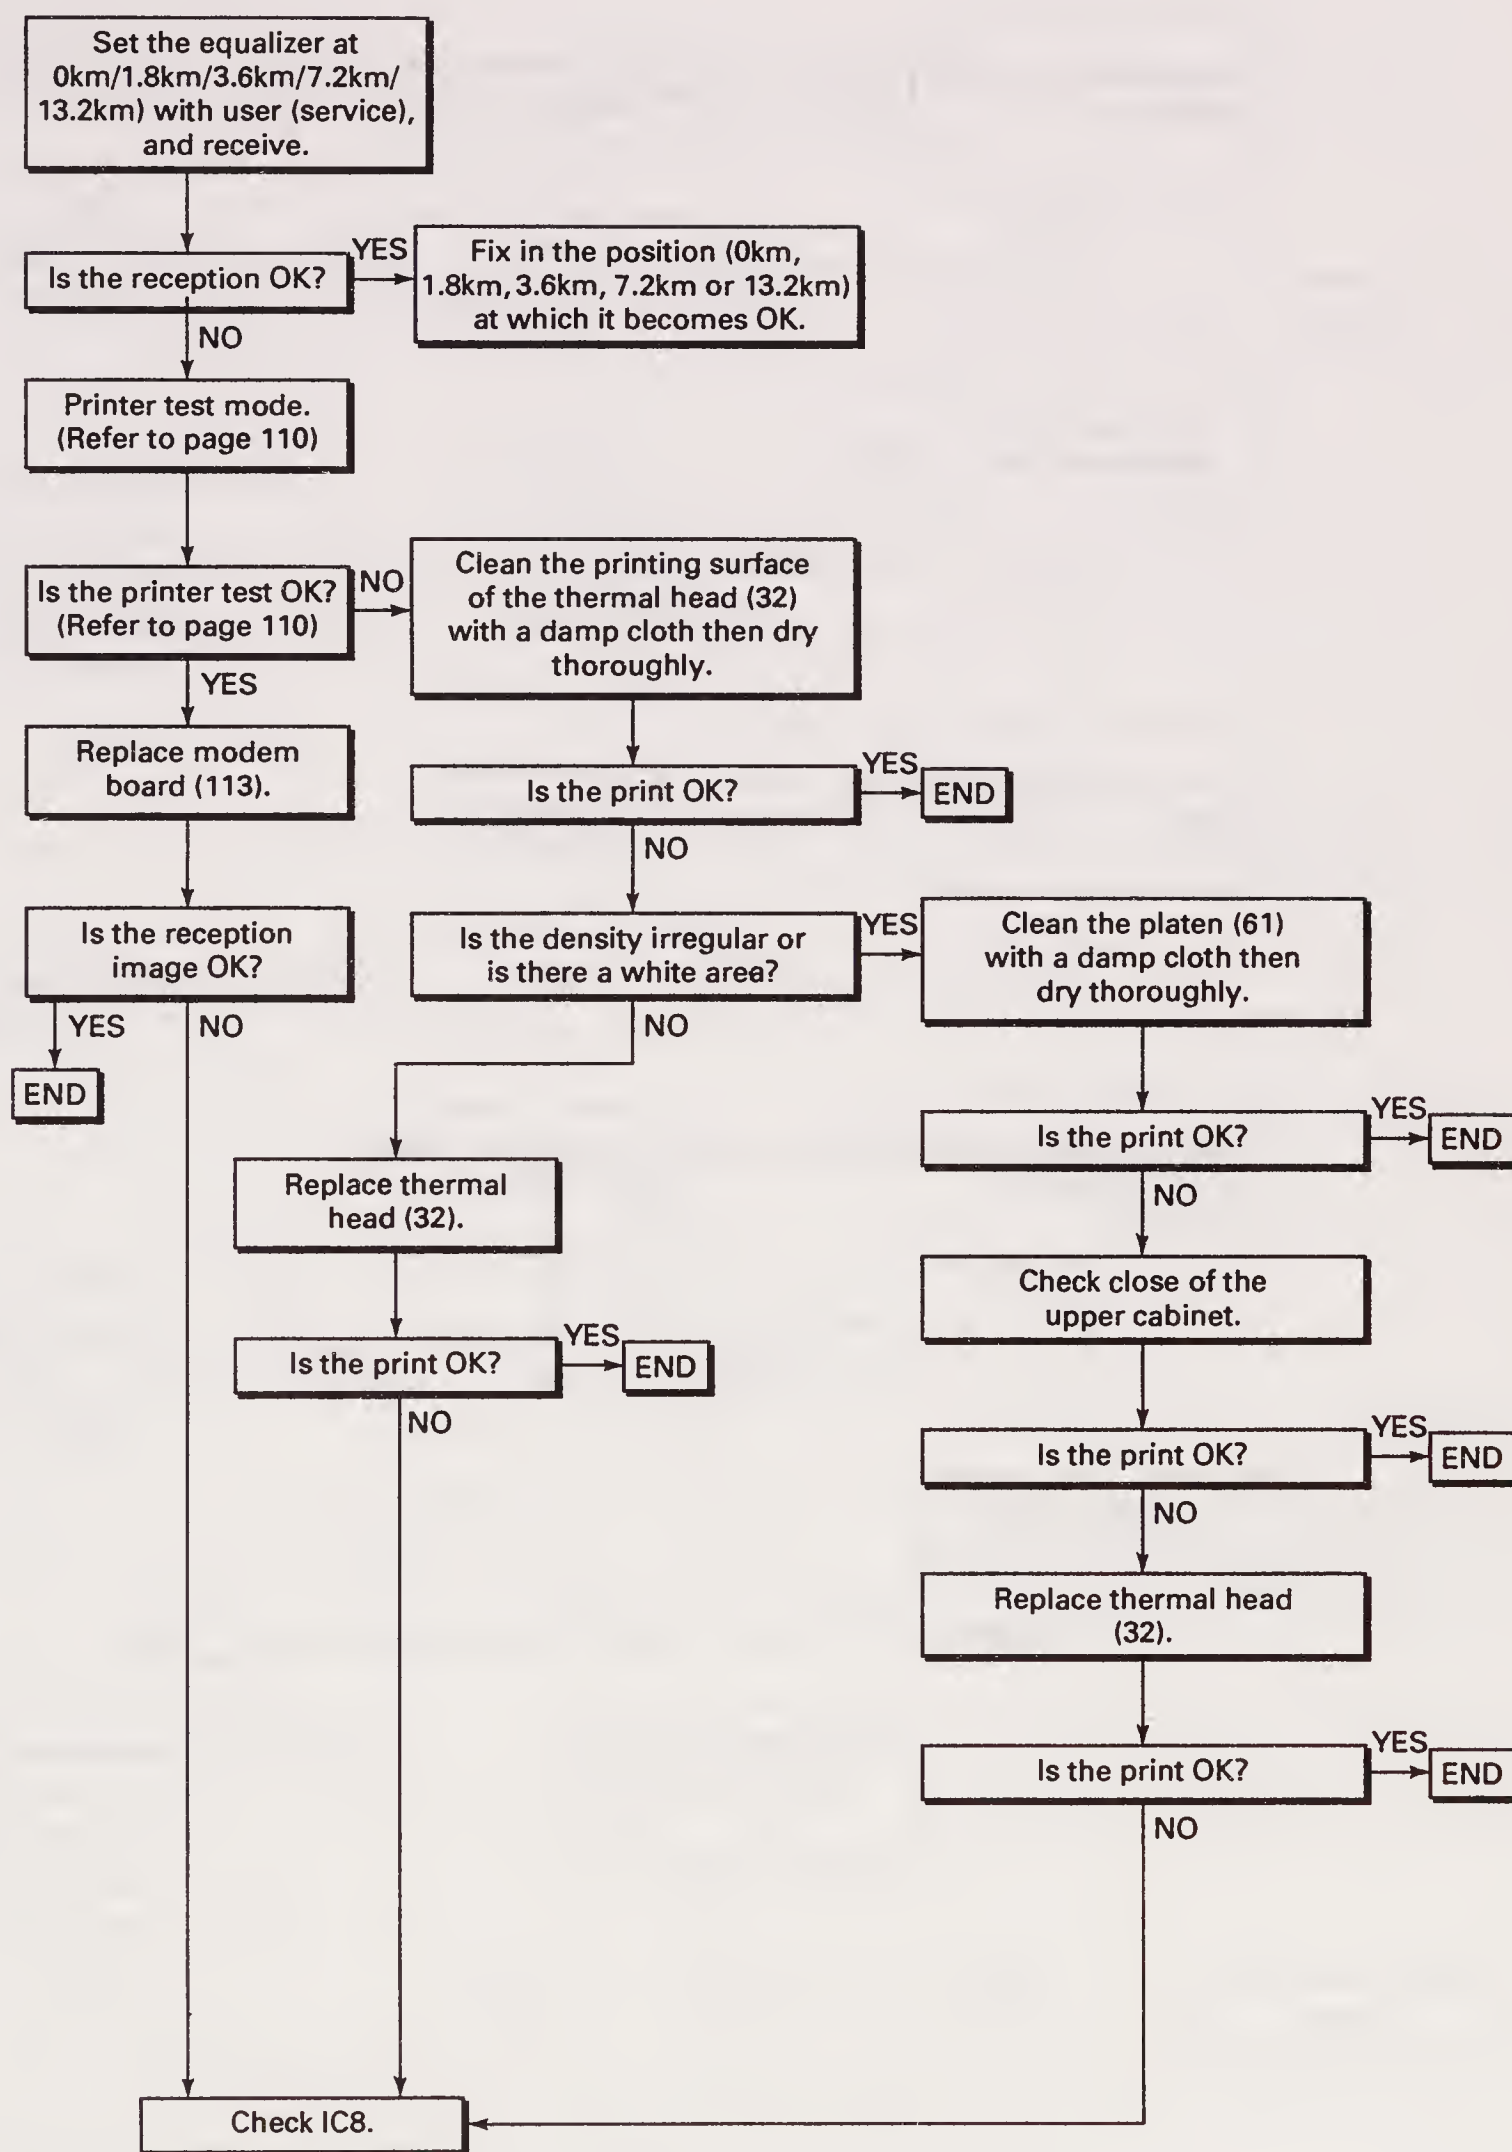 Set the equalizer at
0km/1.8km/3.6km/7.2km/
13.2km) with user (service),
and receive.
Is the reception OK?
YES
Fix in the position (0km,
1.8km, 3.6km, 7.2km or 13.2km)
at which it becomes OK.
NO
Printer test mode.
(Refer to page 110)
Is the printer test OK?
(Refer to page 110)
NO
Clean the printing surface
of the thermal head (32)
with a damp cloth then dry
thoroughly.
YES
Replace modem
board (113).
Is the print OK?
YES
END
NO
Is the reception
image OK?
YES
END
NO
Is the density irregular or
is there a white area?
YES
Clean the platen (61)
with a damp cloth then
dry thoroughly.
NO
Is the print OK?
YES
END
NO
Replace thermal
head (32).
Check close of the
upper cabinet.
Is the print OK?
YES
END
NO
Is the print OK?
YES
END
NO
Replace thermal head
(32).
Is the print OK?
YES
END
NO
Check IC8.